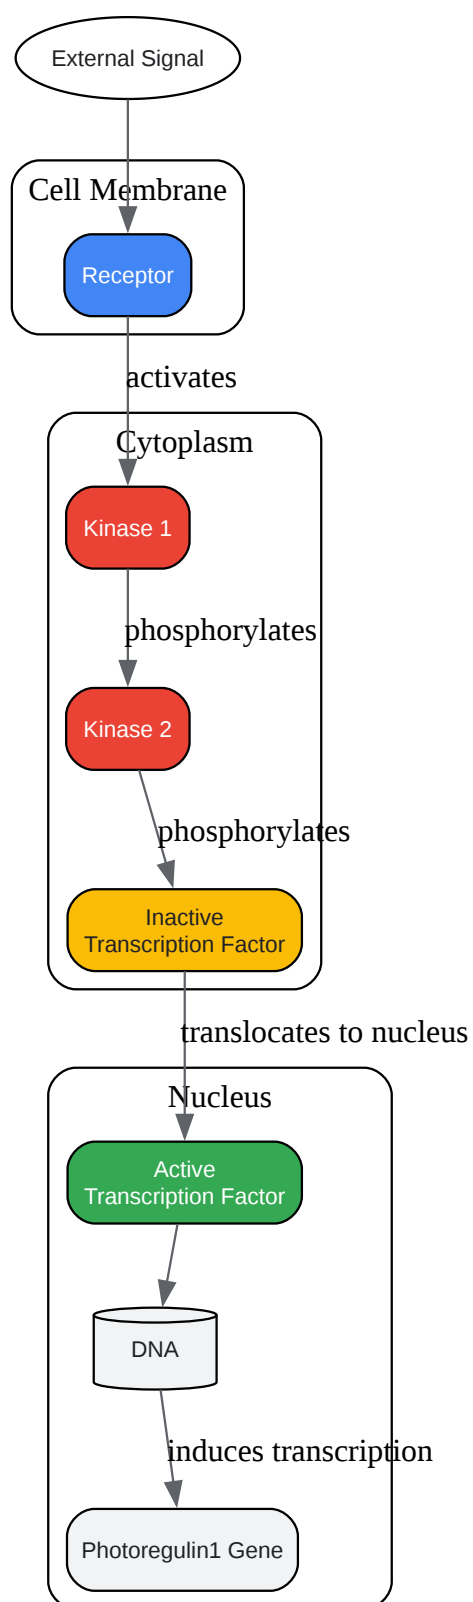 External Signal
Cell Membrane
Receptor
activates
Cytoplasm
Kinase 1
phosphorylates
Kinase 2
phosphorylates
Inactive
Transcription Factor
translocates to nucleus
Nucleus
Active
Transcription Factor
DNA
induces transcription
Photoregulin1 Gene